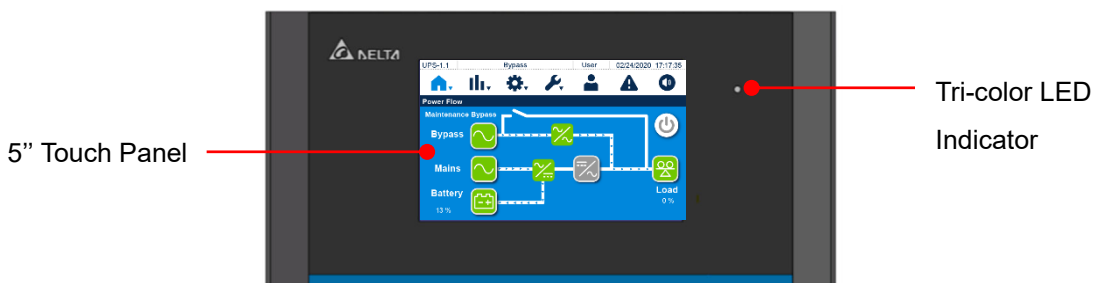 DELTA
UPS-1.1 Bypass User 02/24/2020 17:17:35
Power Flow
Maintenance Bypass
Bypass
Mains
Battery
13 %
Load
0 %
5’’ Touch Panel
Tri-color LED
Indicator